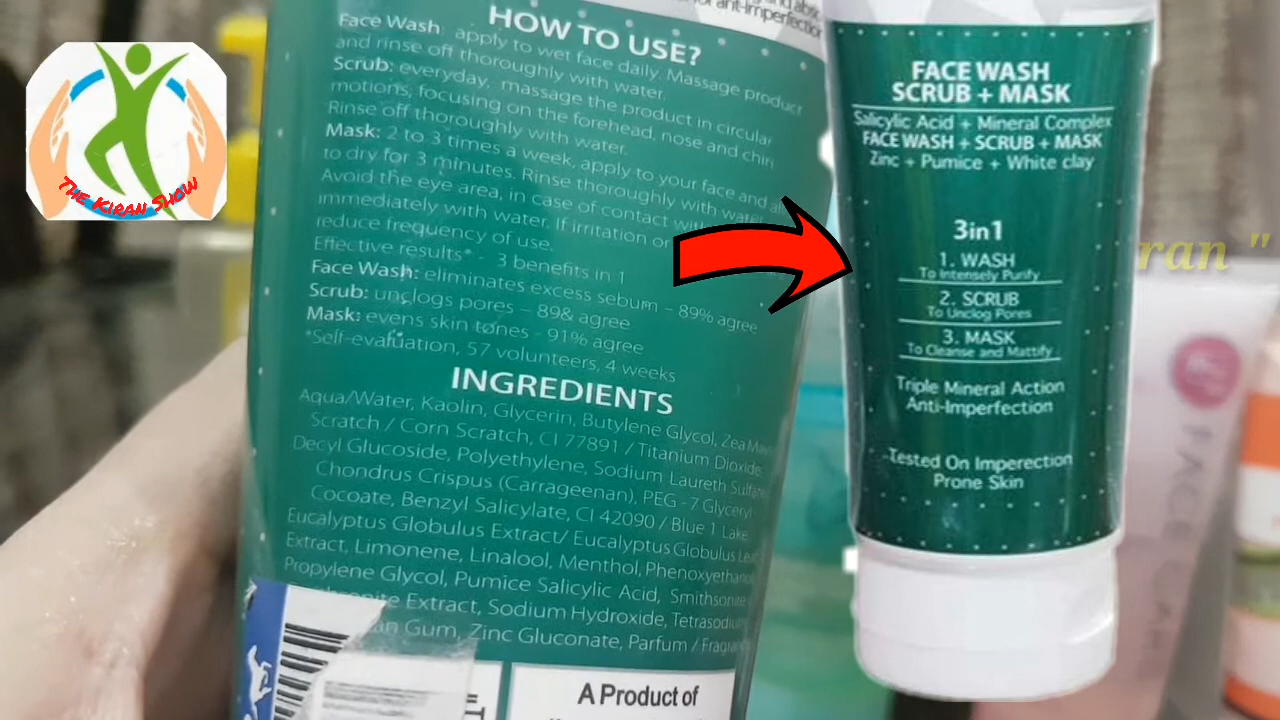 The Kiran Show
and abso
anti-Imperfection
HOW TO USE?
Face Wash: apply to wet face daily. Massage product
and rinse off thoroughly with water.
Scrub: everyday, massage the product in circular
motions, focusing on the forehead, nose and chin
Rinse off thoroughly with water.
Mask: 2 to 3 times a week, apply to your face and
to dry for 3 minutes. Rinse thoroughly with water
Avoid the eye area, in case of contact
immediately with water. If irritation or
reduce frequency of use.
Effective results* - 3 benefits in 1
Face Wash: eliminates excess sebum – 89% agree
Scrub: unclogs pores – 89& agree
Mask: evens skin tones - 91% agree
*Self-evaluation, 57 volunteers, 4 weeks
INGREDIENTS
Aqua/Water, Kaolin, Glycerin, Butylene Glycol, Zea
Scratch / Corn Scratch, CI 77891 / Titanium Dioxide
Decyl Glucoside, Polyethylene, Sodium Laureth Sulfate
Chondrus Crispus (Carrageenan), PEG - 7 Glyceryl
Cocoate, Benzyl Salicylate, CI 42090 / Blue 1 Lake
Eucalyptus Globulus Extract/ Eucalyptus Globulus Leaf
Extract, Limonene, Linalool, Menthol, Phenoxyethanol
Propylene Glycol, Pumice Salicylic Acid, Smithsonite
Extract, Sodium Hydroxide, Tetrasodium
Gum, Zinc Gluconate, Parfum / Fragrance
A Product of
FACE WASH
SCRUB + MASK
Salicylic Acid + Mineral Complex
FACE WASH + SCRUB + MASK
Zinc + Pumice + White clay
3in1
1. WASH
To Intensely Purify
2. SCRUB
To Unclog Pores
3. MASK
To Cleanse and Mattify
Triple Mineral Action
Anti-Imperfection
-Tested On Imperection
Prone Skin
ran "
FACE CAR